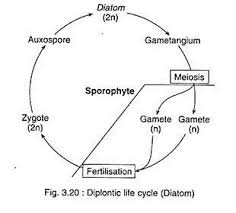 Diatom
(2n)
Auxospore
Gametangium
Meiosis
Sporophyte
Gamete
(n)
Gamete
(n)
Zygote
(2n)
Fertilisation
Fig. 3.20 : Diplontic life cycle (Diatom)